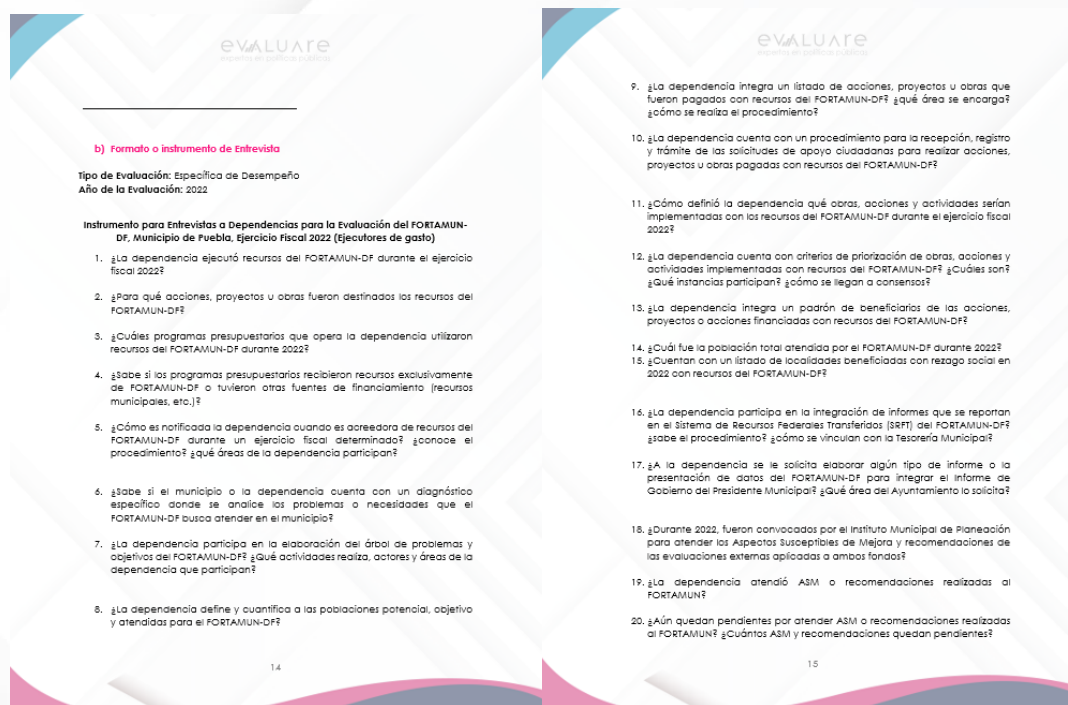 evaluare
expertos en políticas públicas
b) Formato o instrumento de Entrevista
Tipo de Evaluación: Específica de Desempeño
Año de la Evaluación: 2022
Instrumento para Entrevistas a Dependencias para la Evaluación del FORTAMUN-
DF, Municipio de Puebla, Ejercicio Fiscal 2022 (Ejecutores de gasto)
1. ¿La dependencia ejecutó recursos del FORTAMUN-DF durante el ejercicio
fiscal 2022?
2. ¿Para qué acciones, proyectos u obras fueron destinados los recursos del
FORTAMUN-DF?
3. ¿Cuáles programas presupuestarios que opera la dependencia utilizaron
recursos del FORTAMUN-DF durante 2022?
4. ¿Sabe si los programas presupuestarios recibieron recursos exclusivamente
de FORTAMUN-DF o tuvieron otras fuentes de financiamiento (recursos
municipales, etc.)?
5. ¿Cómo es notificada la dependencia cuando es acreedora de recursos del
FORTAMUN-DF durante un ejercicio fiscal determinado? ¿conoce el
procedimiento? ¿qué áreas de la dependencia participan?
6. ¿Sabe si el municipio o la dependencia cuenta con un diagnóstico
específico donde se analice los problemas o necesidades que el
FORTAMUN-DF busca atender en el municipio?
7. ¿La dependencia participa en la elaboración del árbol de problemas y
objetivos del FORTAMUN-DF? ¿Qué actividades realiza, actores y áreas de la
dependencia que participan?
8. ¿La dependencia define y cuantifica a las poblaciones potencial, objetivo
y atendidas para el FORTAMUN-DF?
14
evaluare
expertos en políticas públicas
9. ¿La dependencia integra un listado de acciones, proyectos u obras que
fueron pagados con recursos del FORTAMUN-DF? ¿qué área se encarga?
¿cómo se realiza el procedimiento?
10. ¿La dependencia cuenta con un procedimiento para la recepción, registro
y trámite de las solicitudes de apoyo ciudadanas para realizar acciones,
proyectos u obras pagadas con recursos del FORTAMUN-DF?
11. ¿Cómo definió la dependencia qué obras, acciones y actividades serían
implementadas con los recursos del FORTAMUN-DF durante el ejercicio fiscal
2022?
12. ¿La dependencia cuenta con criterios de priorización de obras, acciones y
actividades implementadas con recursos del FORTAMUN-DF? ¿Cuáles son?
¿Qué instancias participan? ¿cómo se llegan a consensos?
13. ¿La dependencia integra un padrón de beneficiarios de las acciones,
proyectos o acciones financiadas con recursos del FORTAMUN-DF?
14. ¿Cuál fue la población total atendida por el FORTAMUN-DF durante 2022?
15. ¿Cuentan con un listado de localidades beneficiadas con rezago social en
2022 con recursos del FORTAMUN-DF?
16. ¿La dependencia participa en la integración de informes que se reportan
en el Sistema de Recursos Federales Transferidos (SRFT) del FORTAMUN-DF?
¿sabe el procedimiento? ¿cómo se vinculan con la Tesorería Municipal?
17. ¿A la dependencia se le solicita elaborar algún tipo de informe o la
presentación de datos del FORTAMUN-DF para integrar el Informe de
Gobierno del Presidente Municipal? ¿Qué área del Ayuntamiento lo solicita?
18. ¿Durante 2022, fueron convocados por el Instituto Municipal de Planeación
para atender los Aspectos Susceptibles de Mejora y recomendaciones de
las evaluaciones externas aplicadas a ambos fondos?
19. ¿La dependencia atendió ASM o recomendaciones realizadas al
FORTAMUN?
20. ¿Aún quedan pendientes por atender ASM o recomendaciones realizadas
al FORTAMUN? ¿Cuántos ASM y recomendaciones quedan pendientes?
15